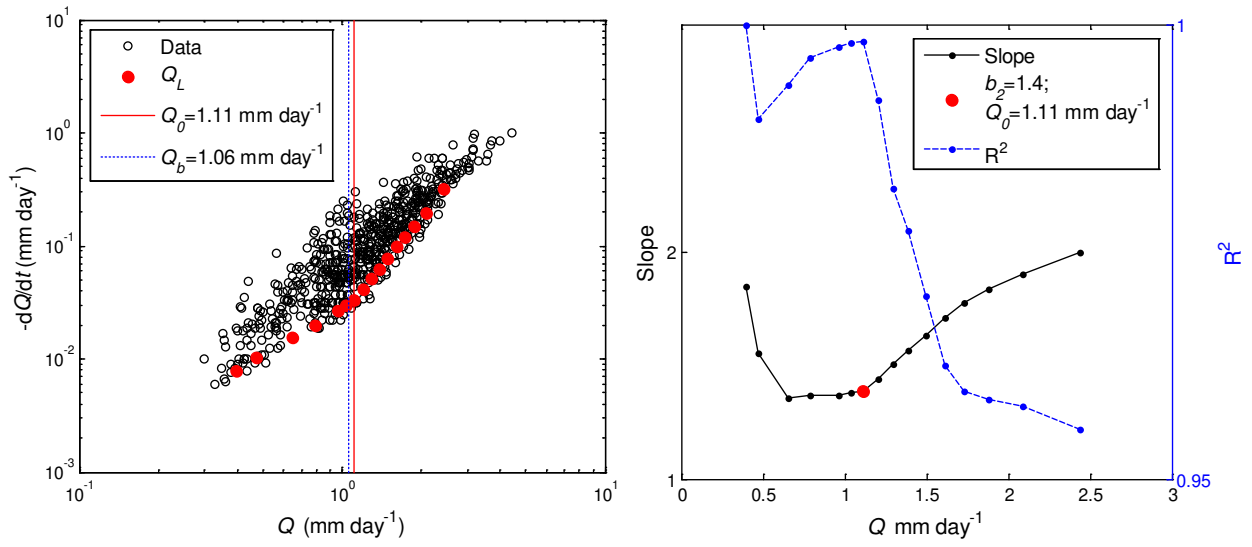 10^1
10^0
10^-1
10^-2
10^-3
-dQ/dt (mm day^-1)
Data
Q_L
Q_0=1.11 mm day^-1
Q_b=1.06 mm day^-1
10^-1
10^0
10^1
Q (mm day^-1)
2
1
Slope
Slope
b_2=1.4;
Q_0=1.11 mm day^-1
R^2
1
0.95
R^2
0
0.5
1
1.5
2
2.5
3
Q mm day^-1